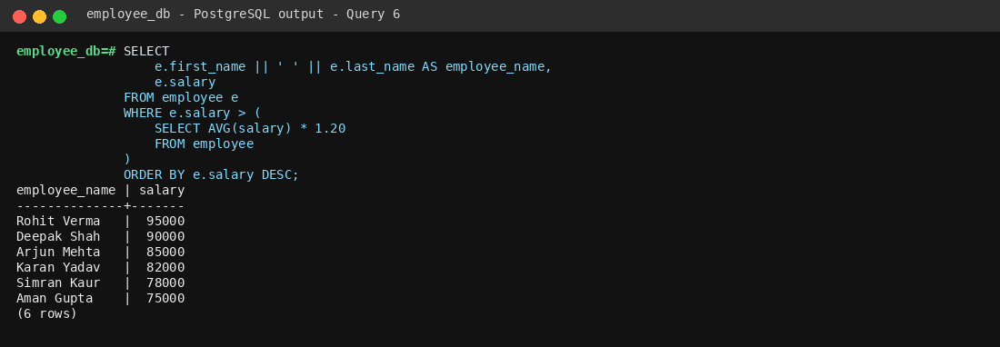 employee_db - PostgreSQL output - Query 6
employee_db=# SELECT
                  e.first_name || ' ' || e.last_name AS employee_name,
                  e.salary
              FROM employee e
              WHERE e.salary > (
                  SELECT AVG(salary) * 1.20
                  FROM employee
              )
              ORDER BY e.salary DESC;
employee_name | salary
--------------+-------
Rohit Verma   |  95000
Deepak Shah   |  90000
Arjun Mehta   |  85000
Karan Yadav   |  82000
Simran Kaur   |  78000
Aman Gupta    |  75000
(6 rows)